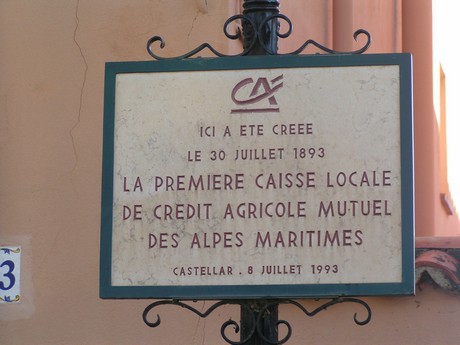 CA
ICI A ETE CREEE
LE 30 JUILLET 1893
LA PREMIERE CAISSE LOCALE
DE CREDIT AGRICOLE MUTUEL
DES ALPES MARITIMES
CASTELLAR . 8 JUILLET 1993
3